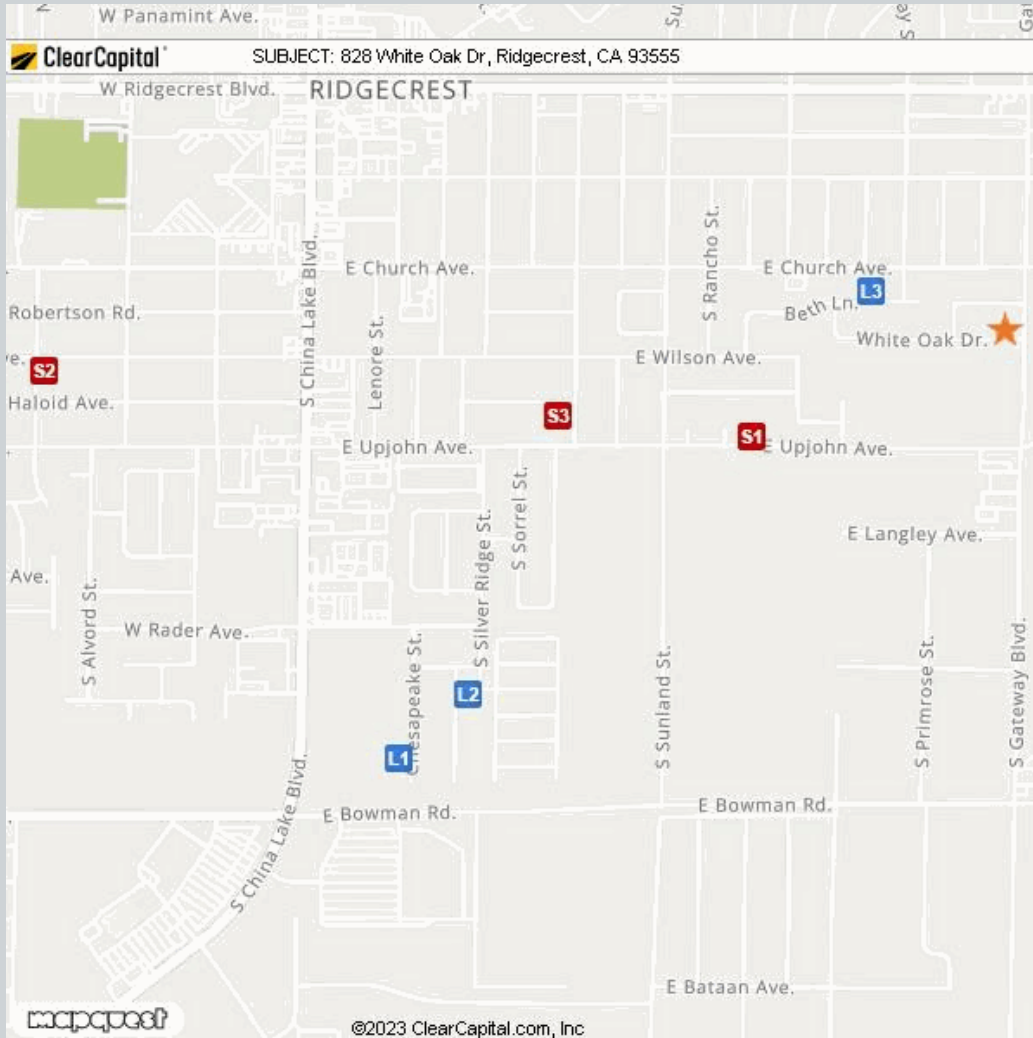 W Panamint Ave.
ClearCapital
SUBJECT: 828 White Oak Dr, Ridgecrest, CA 93555
W Ridgecrest Blvd.
RIDGECREST
S China Lake Blvd.
E Church Ave.
S Rancho St.
E Church Ave.
L3
Beth Ln.
Robertson Rd.
Lenore St.
White Oak Dr.
E Wilson Ave.
S2
Haloid Ave.
S3
S1
E Upjohn Ave.
E Upjohn Ave.
S Sorrel St.
E Langley Ave.
S Silver Ridge St.
Ave.
S Alvord St.
W Rader Ave.
Chesapeake St.
S Sunland St.
S Primrose St.
S Gateway Blvd.
L2
L1
E Bowman Rd.
E Bowman Rd.
S China Lake Blvd.
E Bataan Ave.
mapquest
©2023 ClearCapital.com, Inc